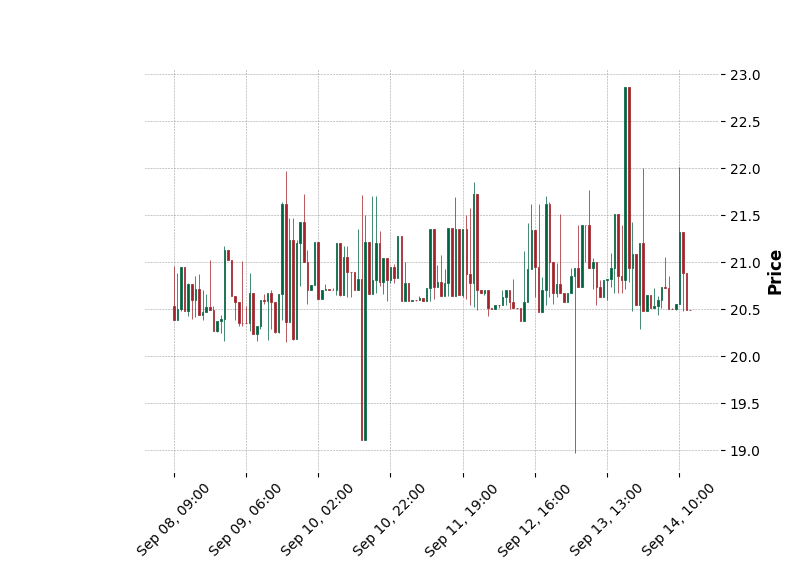 23.0
22.5
22.0
21.5
21.0
20.5
20.0
19.5
19.0
Price
Sep 08, 09:00
Sep 09, 06:00
Sep 10, 02:00
Sep 10, 22:00
Sep 11, 19:00
Sep 12, 16:00
Sep 13, 13:00
Sep 14, 10:00